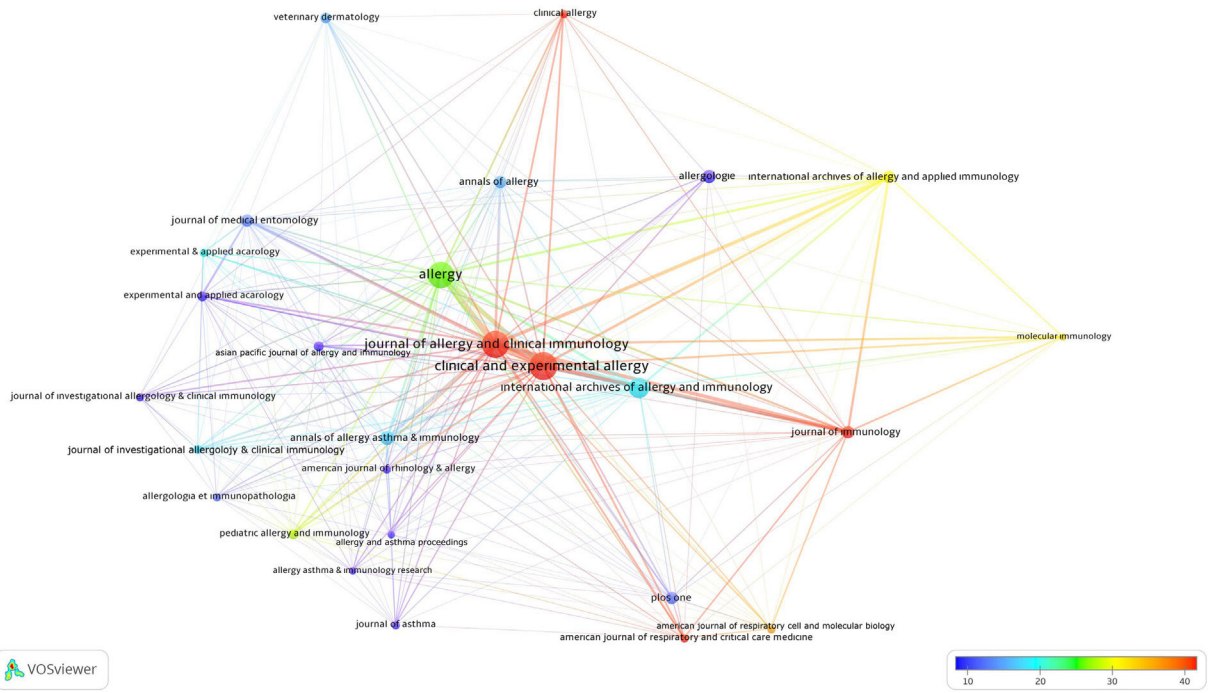 clinical allergy
veterinary dermatology
allergologie
international archives of allergy and applied immunology
annals of allergy
journal of medical entomology
experimental & applied acarology
allergy
experimental and applied acarology
molecular immunology
journal of allergy and clinical immunology
asian pacific journal of allergy and immunology
clinical and experimental allergy
international archives of allergy and immunology
journal of investigational allergology & clinical immunology
journal of immunology
annals of allergy asthma & immunology
journal of investigational allergolojy & clinical immunology
american journal of rhinology & allergy
allergologia et immunopathologia
pediatric allergy and immunology
allergy and asthma proceedings
allergy asthma & immunology research
plos one
journal of asthma
american journal of respiratory cell and molecular biology
american journal of respiratory and critical care medicine
VOSviewer
10 20 30 40